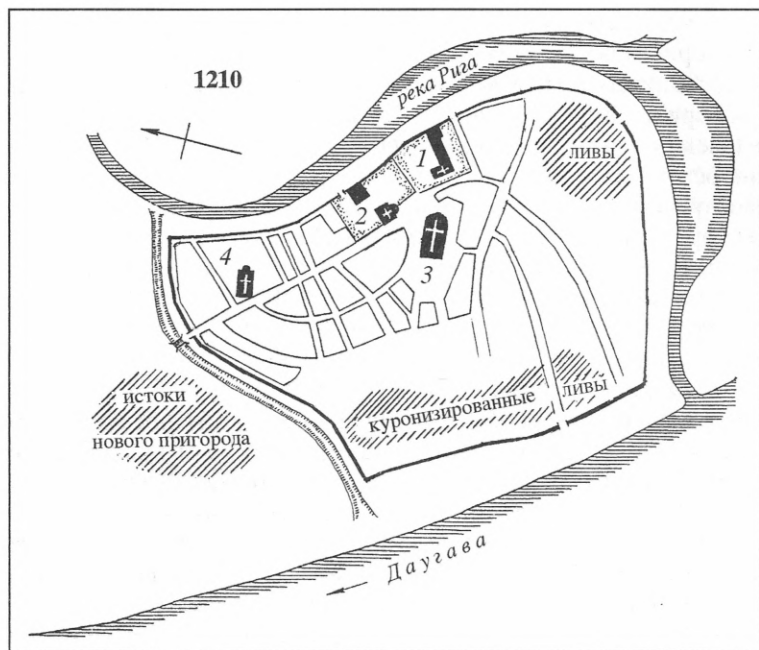 1210
река Рига
1
ливы
2
4
3
истоки
нового пригорода
куронизированные
ливы
Даугава